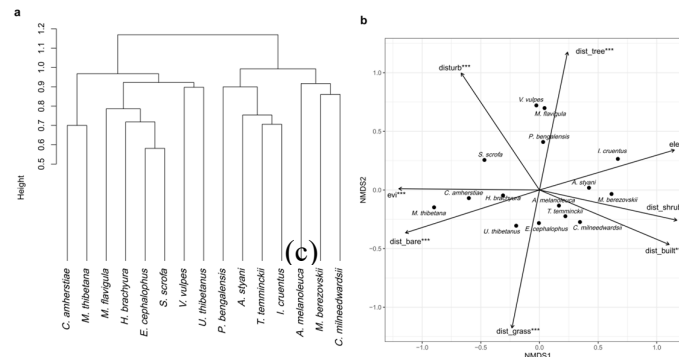 a
Height
1.2
1.1
1.0
0.9
0.8
0.7
0.6
0.5
(c)
C. amherstiae
M. thibetana
M. flavigula
H. brachyura
E. cephalophus
S. scrofa
V. vulpes
U. thibetanus
P. bengalensis
A. styani
T. temminckii
I. cruentus
A. melanoleuca
M. berezovskii
C. milneedwardsii
b
dist_tree***
disturb***
V. vulpes
M. flavigula
P. bengalensis
I. cruentus
ele
S. scrofa
A. styani
evi***
C. amherstiae
H. brachyura
M. berezovskii
A. melanoleuca
M. thibetana
T. temminckii
dist_shrul
dist_bare***
U. thibetanus
E. cephalophus
C. milneedwardsii
dist_built*
dist_grass***
NMDS2
1.0
0.5
0.0
−0.5
−1.0
−1.0
−0.5
0.0
0.5
1.0
NMDS1